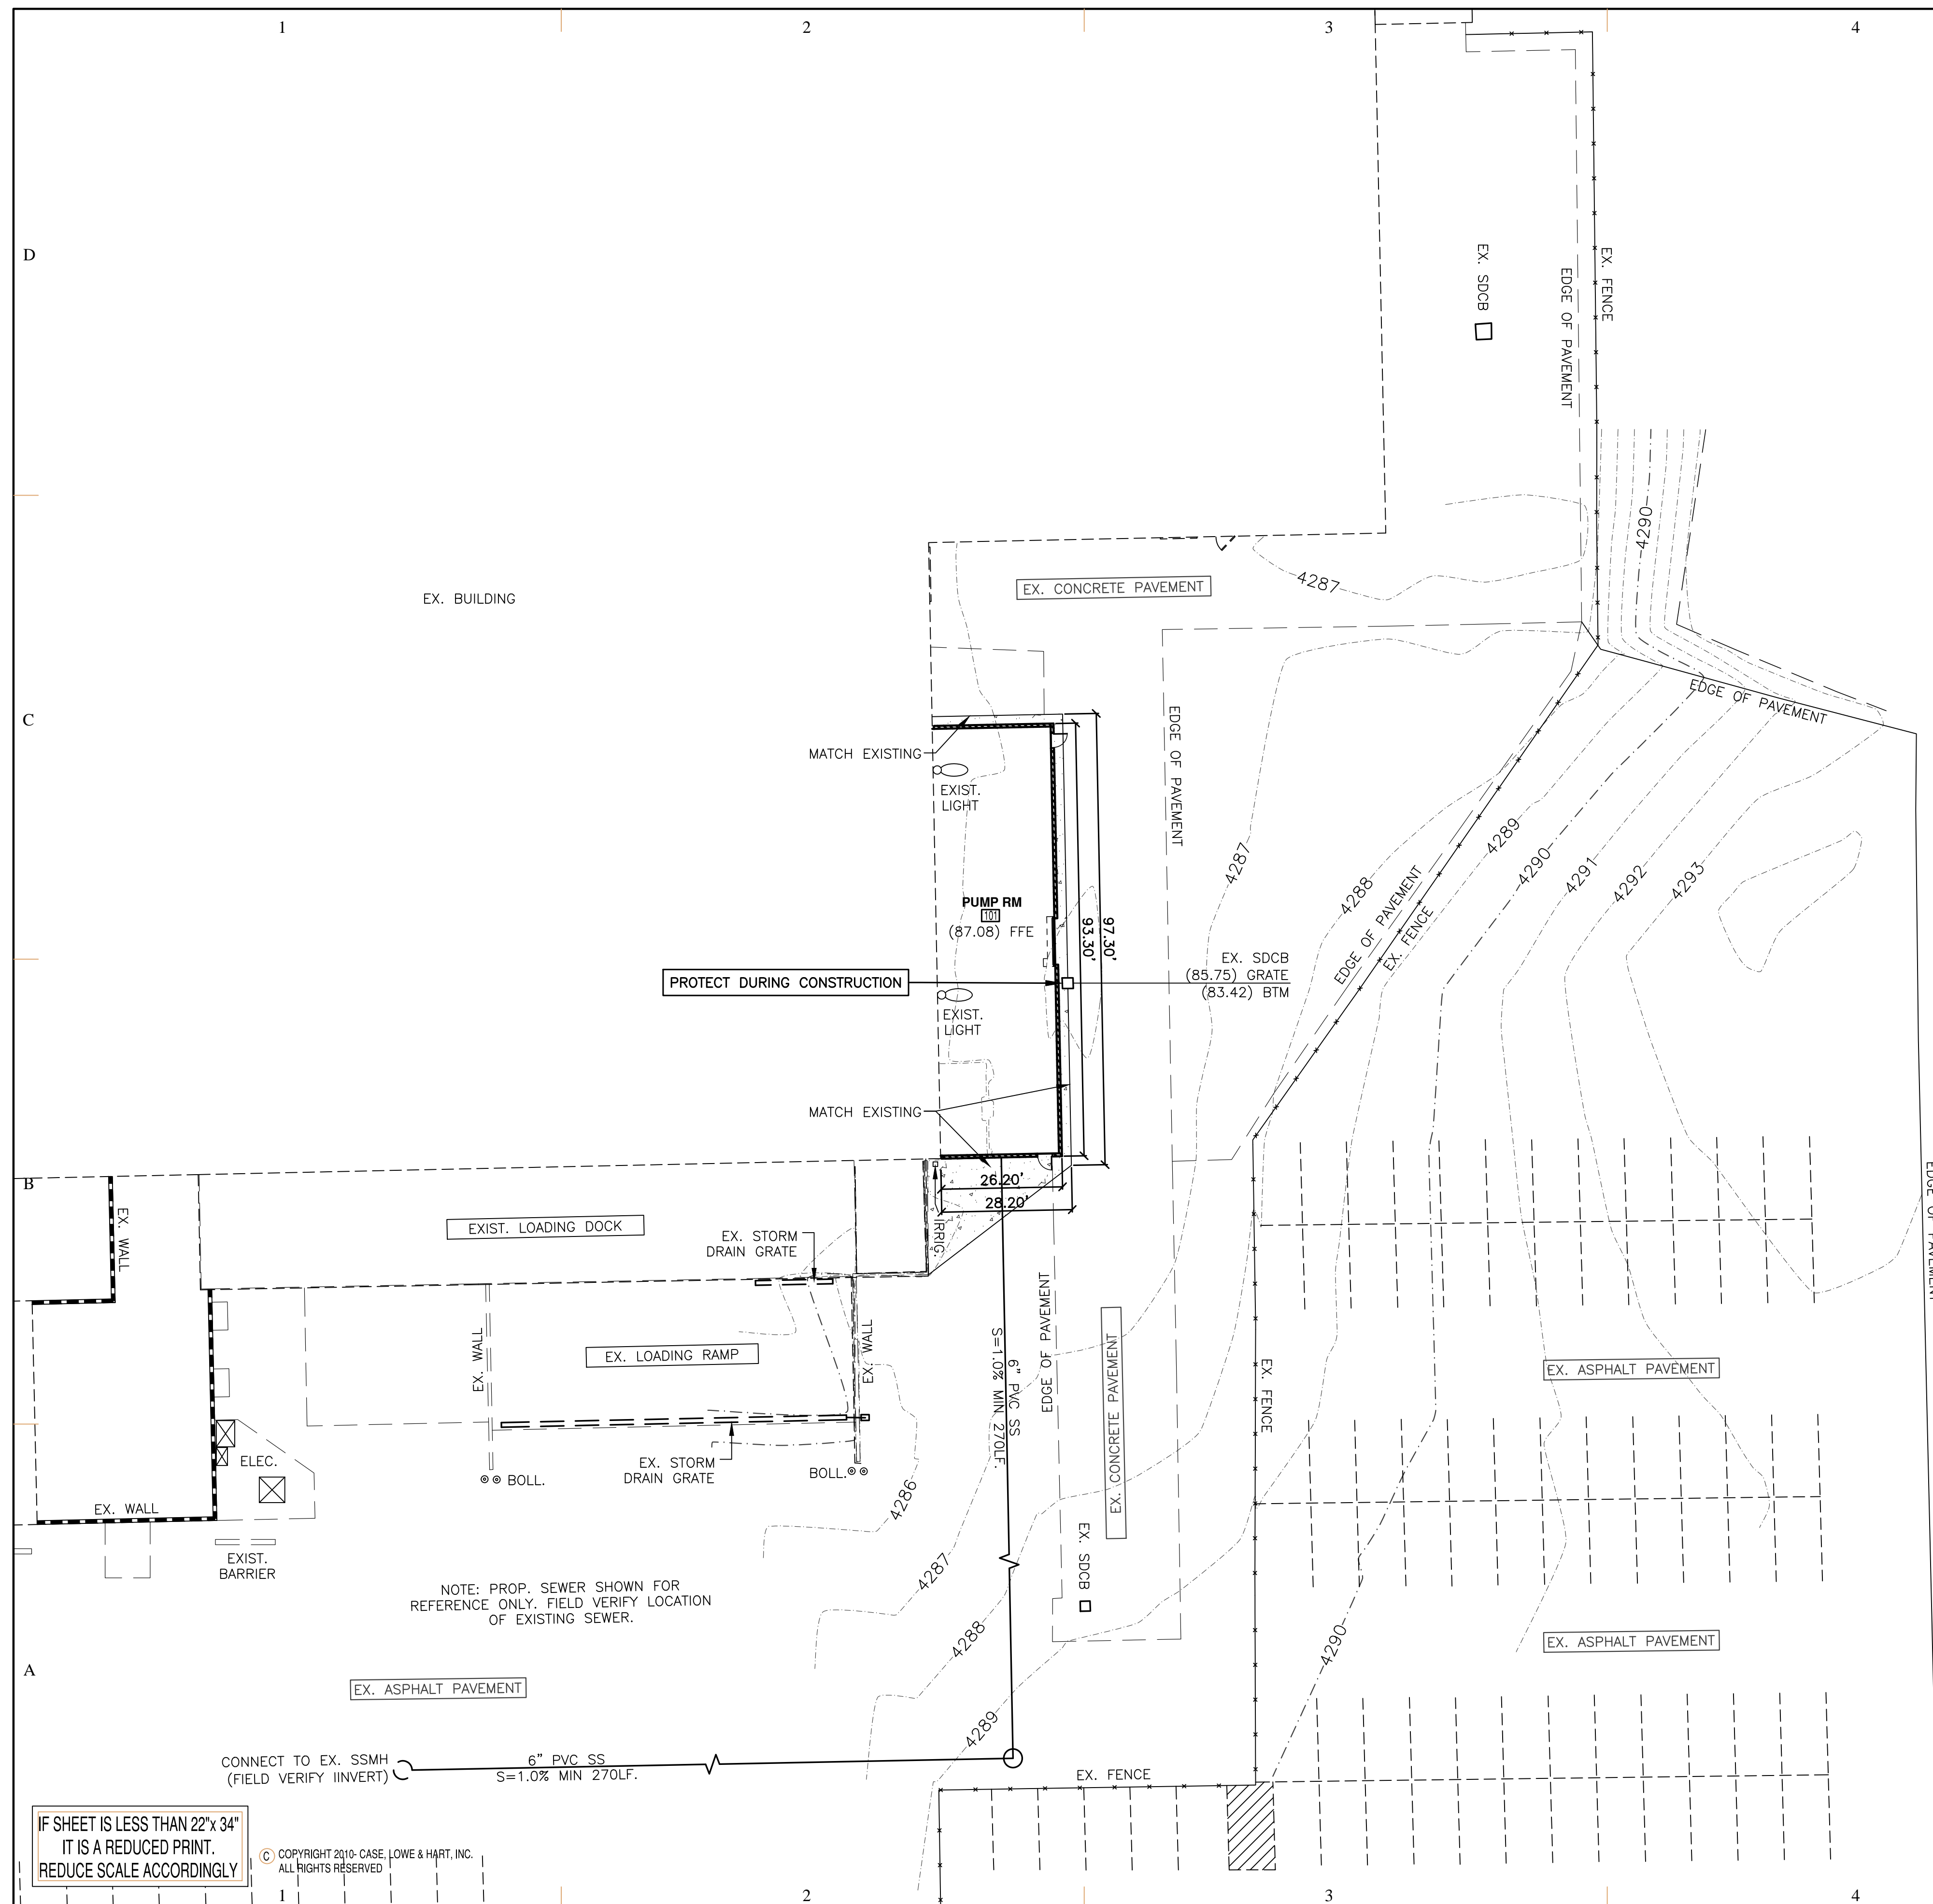 1
2
3
4
D
EX. SDCB
EDGE OF PAVEMENT
EX. FENCE
4290
EX. BUILDING
EX. CONCRETE PAVEMENT
4287
C
EDGE OF PAVEMENT
EDGE OF PAVEMENT
MATCH EXISTING
EXIST.
LIGHT
4289
4290
4291
4292
4293
4287
4288
EDGE OF PAVEMENT
EX. FENCE
PUMP RM
101
(87.08) FFE
93.30'
97.30'
EX. SDCB
(85.75) GRATE
(83.42) BTM
PROTECT DURING CONSTRUCTION
EXIST.
LIGHT
MATCH EXISTING
B
26.20'
28.20'
EX. WALL
EXIST. LOADING DOCK
EX. STORM
DRAIN GRATE
IRRIG.
EDGE OF PAVEMENT
EX. WALL
EX. LOADING RAMP
EX. WALL
6" PVC SS
S=1.0% MIN 270LF.
EDGE OF PAVEMENT
EX. CONCRETE PAVEMENT
EX. FENCE
EX. ASPHALT PAVEMENT
ELEC.
EX. STORM
DRAIN GRATE
BOLL.
BOLL.
4286
EX. WALL
EXIST.
BARRIER
EX. SDCB
4287
NOTE: PROP. SEWER SHOWN FOR
REFERENCE ONLY. FIELD VERIFY LOCATION
OF EXISTING SEWER.
4288
4290
EX. ASPHALT PAVEMENT
A
EX. ASPHALT PAVEMENT
4289
CONNECT TO EX. SSMH
(FIELD VERIFY IINVERT)
6" PVC SS
S=1.0% MIN 270LF.
EX. FENCE
IF SHEET IS LESS THAN 22"x 34"
IT IS A REDUCED PRINT.
REDUCE SCALE ACCORDINGLY
C COPYRIGHT 2010- CASE, LOWE & HART, INC.
ALL RIGHTS RESERVED
1
2
3
4